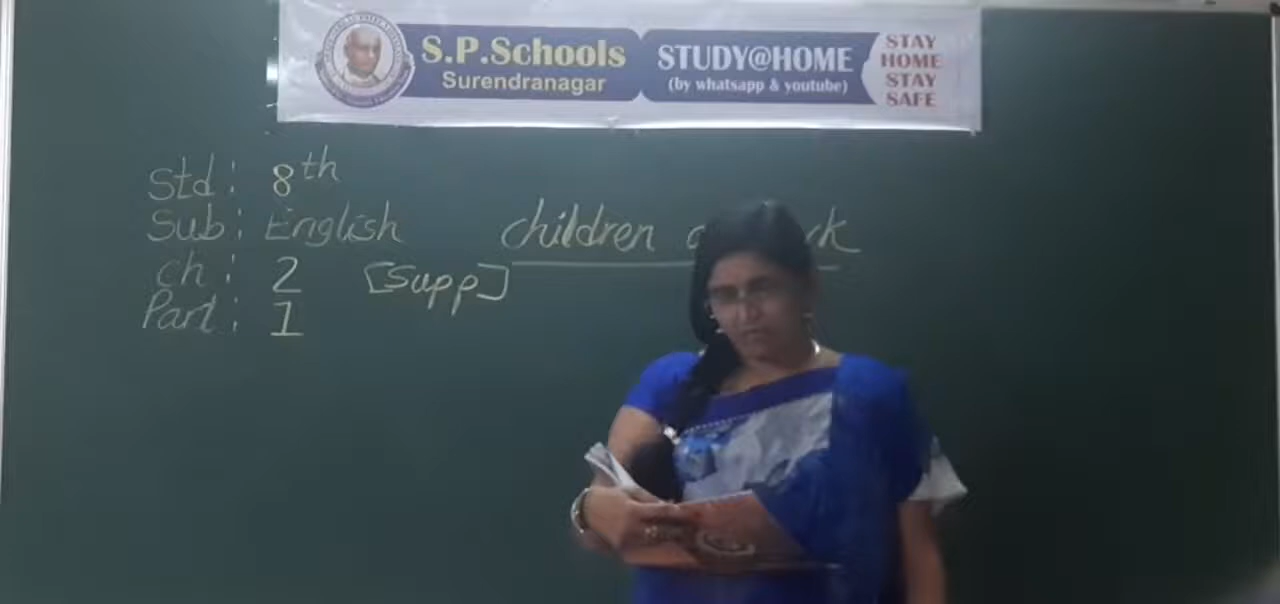 S.P.Schools
Surendranagar
STUDY@HOME
(by whatsapp & youtube)
STAY
HOME
STAY
SAFE
Std: 8th
Sub: English
children
ch: 2 [Supp]
Part: 1